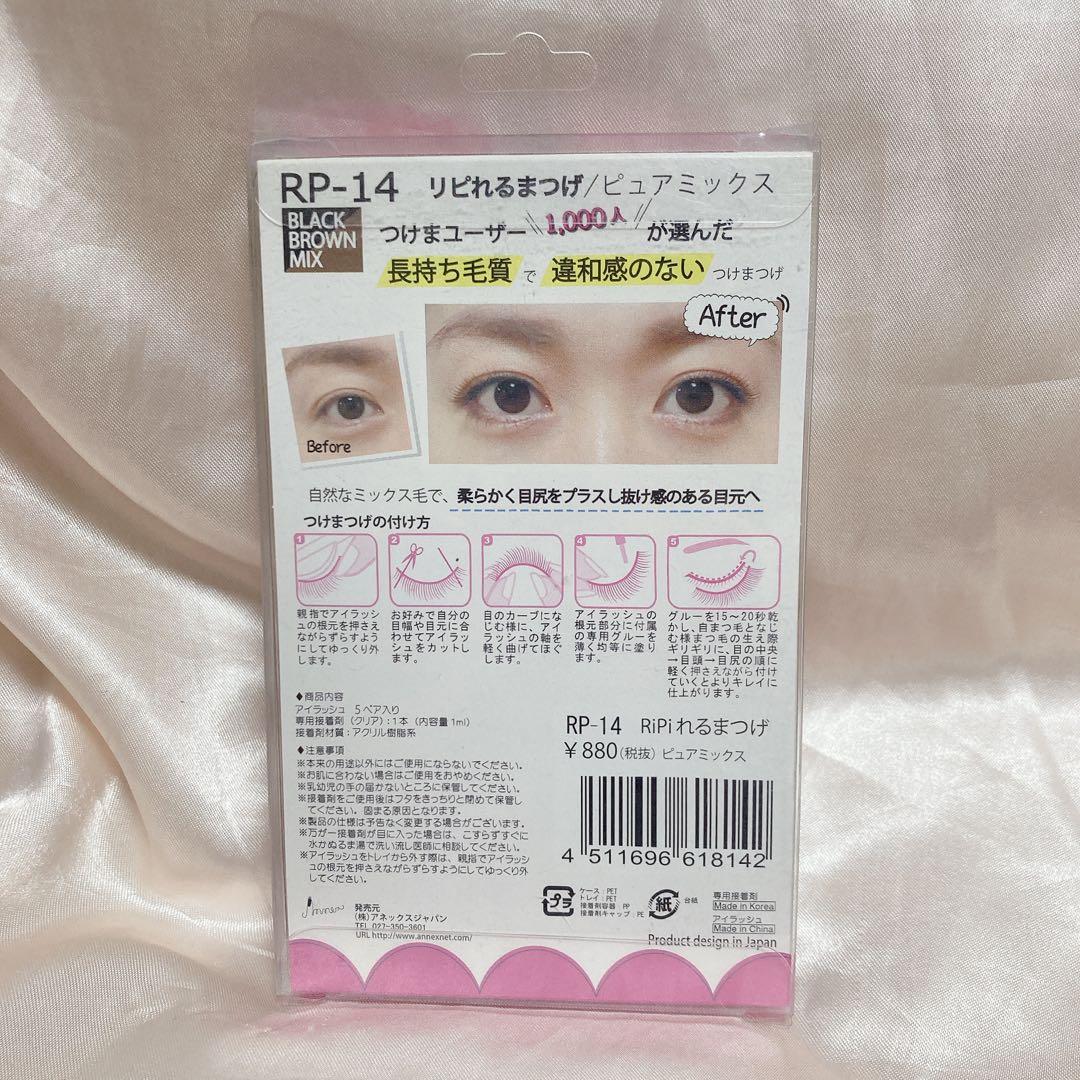 RP-14 リピれるまつげ/ピュアミックス
BLACK
BROWN
MIX
つけまユーザー 1,000人 が選んだ
長持ち毛質 で 違和感のない つけまつげ
After
Before
自然なミックス毛で、柔らかく目尻をプラスし抜け感のある目元へ
つけまつげの付け方
1
親指でアイラッシ
ュの根元を押さえ
ながらずらすよう
にしてゆっくり外
します。
2
お好みで自分の
目幅や目元に合
わせてアイラッシ
ュをカットしま
す。
3
目のカーブにな
じむ様に、アイ
ラッシュの軸を
軽く曲げてほぐ
します。
4
アイラッシュの
根元部分に付属
の専用グルーを
薄く均等に塗り
ます。
5
グルーを15~20秒乾
かし、自まつ毛となじ
む様まつ毛の生え際
ギリギリに、目の中央
→目頭→目尻の順に
軽く押さえながら付け
ていくとよりキレイに
仕上がります。
◆商品内容
アイラッシュ 5ペア入り
専用接着剤(クリア):1本(内容量1ml)
接着剤材質:アクリル樹脂系
◆注意事項
※本来の用途以外にはご使用にならないでください。
※お肌に合わない場合はご使用をおやめください。
※乳幼児の手の届かないところに保管してください。
※接着剤をご使用後はフタをきっちりと閉めて保管し
てください。固まる原因となります。
※製品の仕様は予告なく変更する場合がございます。
※万が一接着剤が目に入った場合は、こすらずすぐに
水かぬるま湯で洗い流し医師に相談してください。
※アイラッシュをトレイから外す際は、親指でアイラッシ
ュの根元を押さえながらずらすようにしてゆっくり外
してください。
RP-14 RiPiれるまつげ
¥880(税抜) ピュアミックス
4 511696 618142
発売元
(株)アネックスジャパン
TEL 027-350-3601
URL http://www.annexnet.com/
プラ
ケース:PET
トレイ:PET
接着剤容器:PP
接着剤キャップ:PE
紙
台紙
専用接着剤
Made in Korea
アイラッシュ
Made in China
Product design in Japan